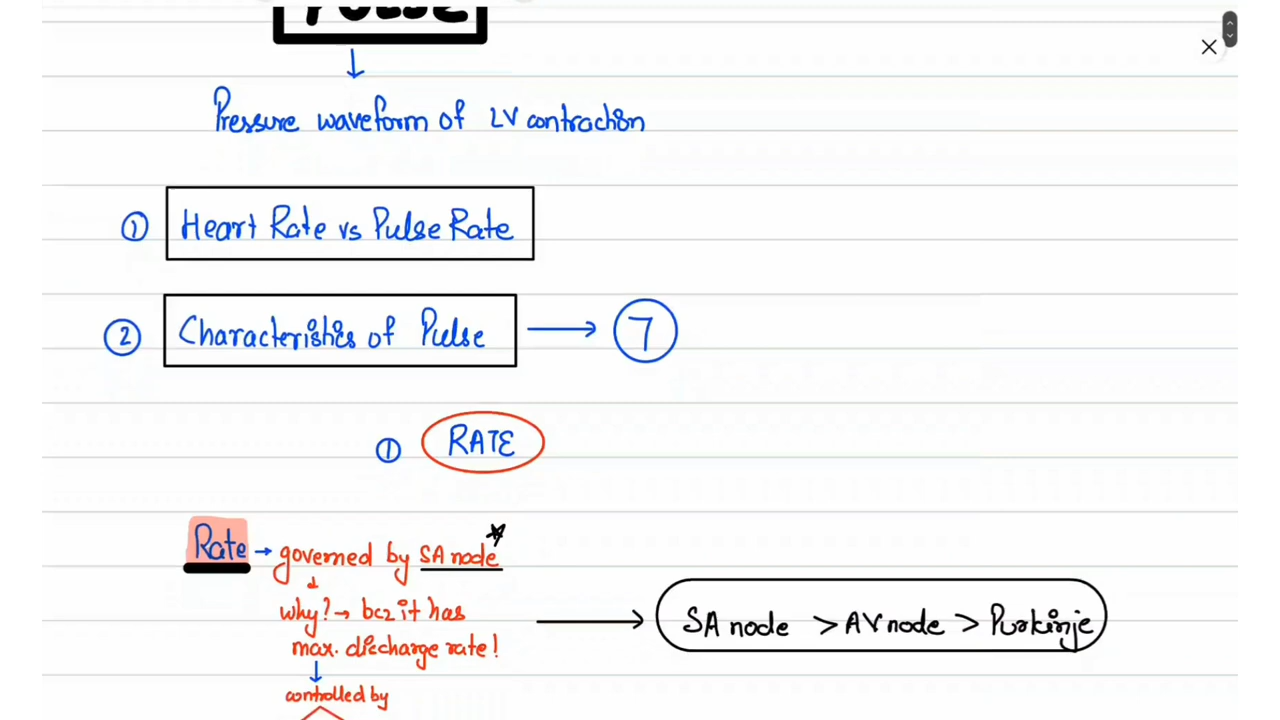 PULSE
↓
Pressure waveform of LV contraction
① Heart Rate vs Pulse Rate
② Characteristics of Pulse → 7
① RATE
Rate → governed by SA node
why? → bcz it has
max. discharge rate!
→ SA node > AV node > Purkinje
↓
controlled by